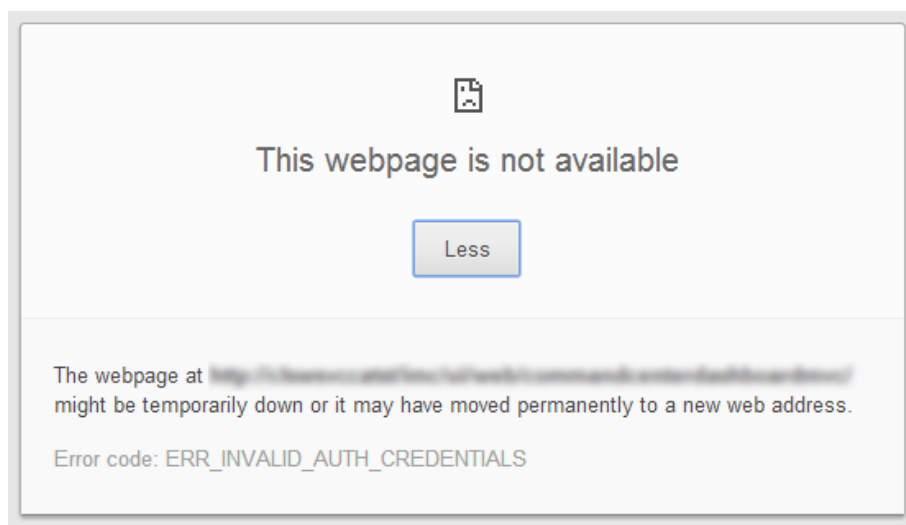 This webpage is not available
Less
The webpage at
might be temporarily down or it may have moved permanently to a new web address.
Error code: ERR_INVALID_AUTH_CREDENTIALS